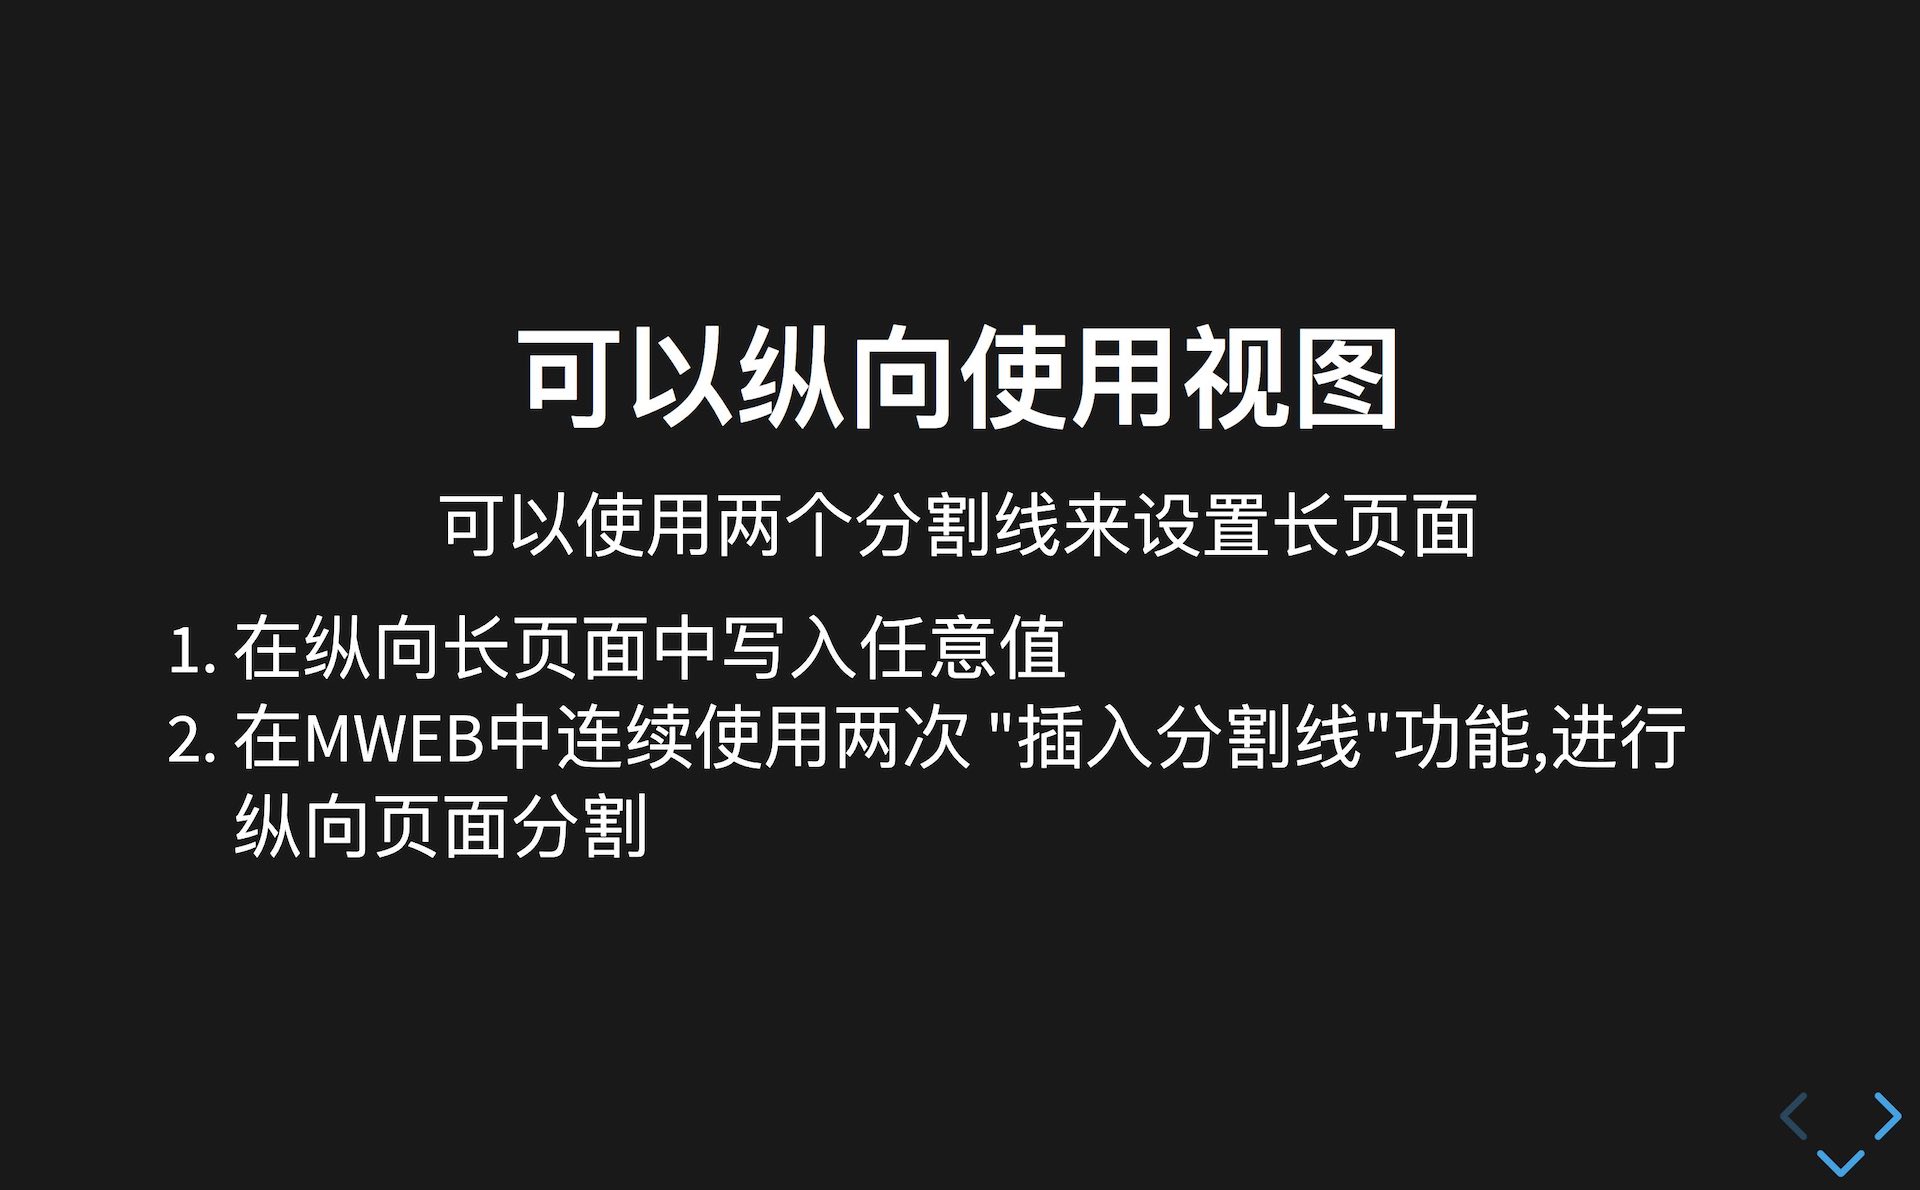 可以纵向使用视图
可以使用两个分割线来设置长页面
1. 在纵向长页面中写入任意值
2. 在MWEB中连续使用两次 "插入分割线"功能,进行
纵向页面分割